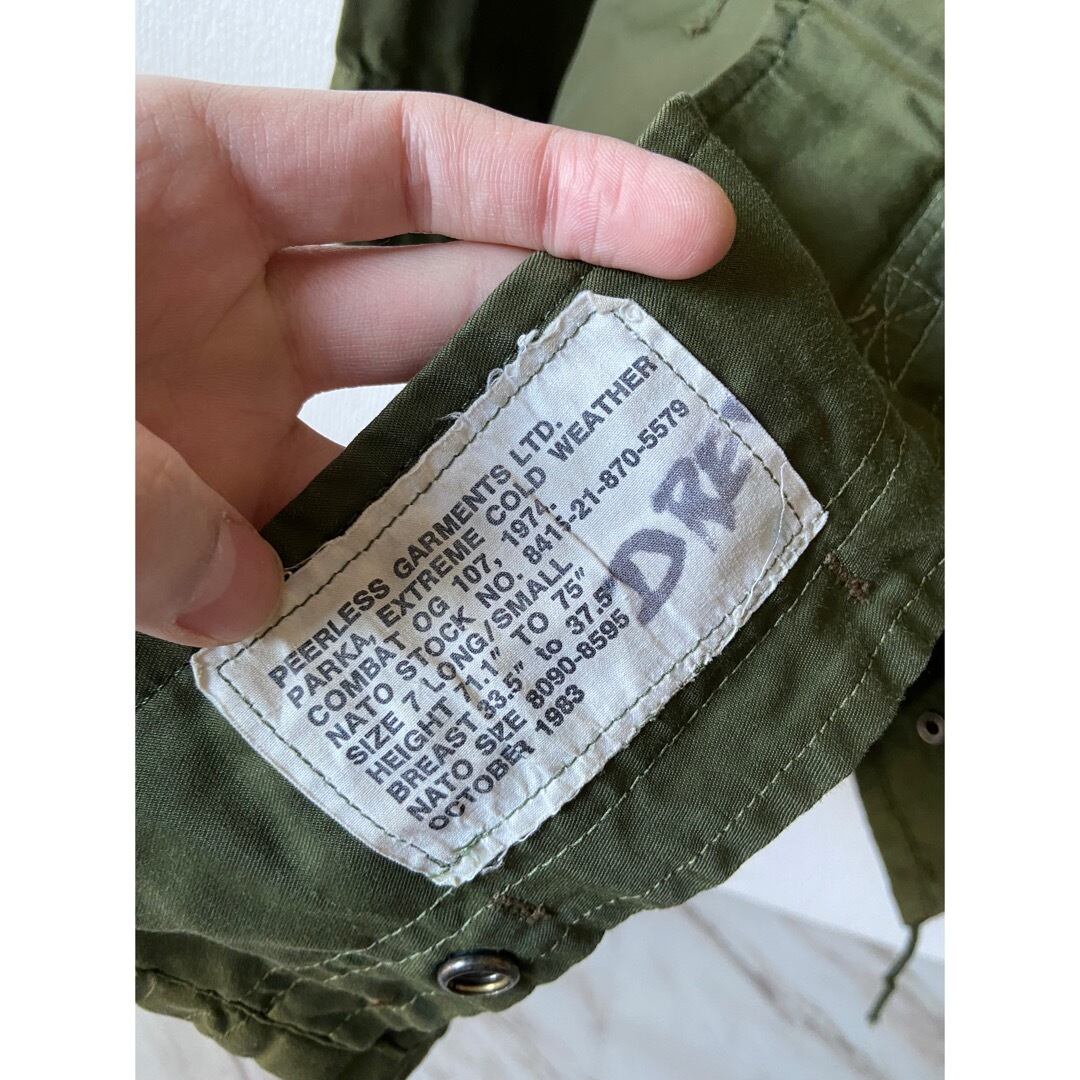 PEERLESS GARMENTS LTD.
PARKA, EXTREME COLD WEATHER
COMBAT OG 107, 1974.
NATO STOCK NO. 8415-21-870-5579
SIZE 7 LONG/SMALL
HEIGHT 71.1" TO 75"
BREAST 33.5" to 37.5"
NATO SIZE 8090-8595
OCTOBER 1983